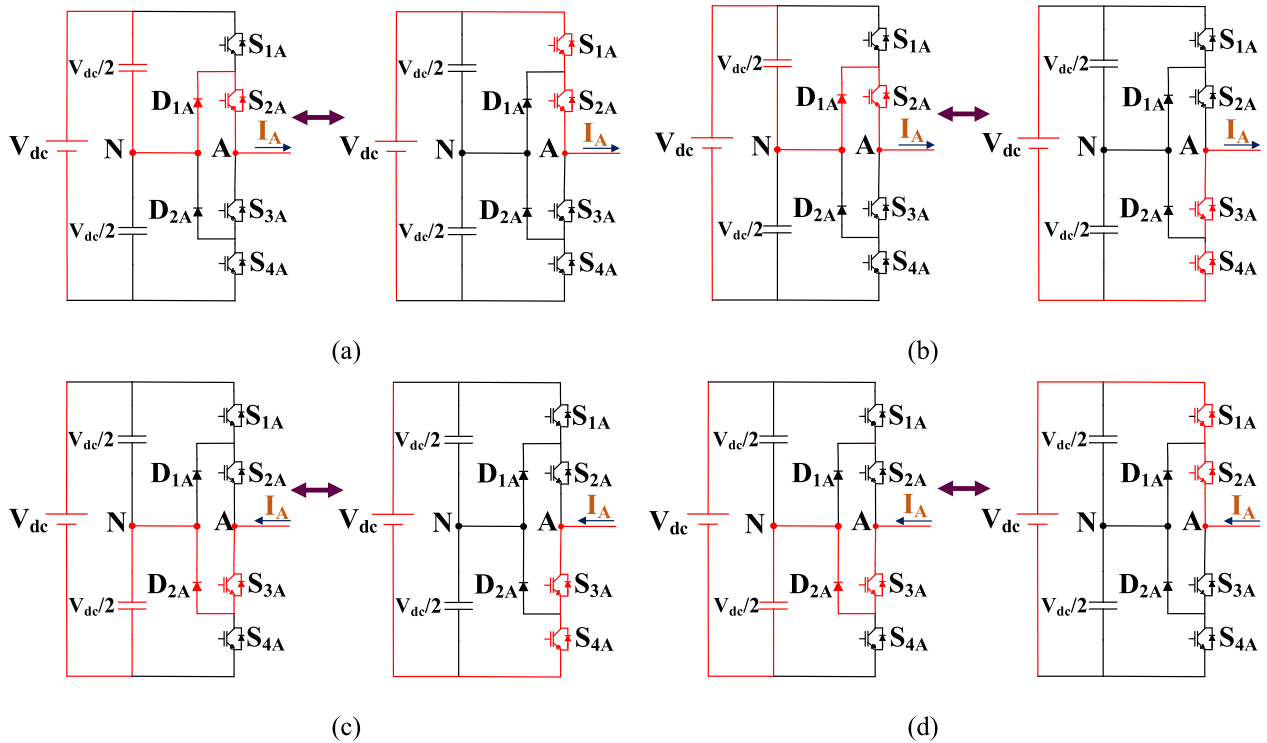 S1A
Vdc/2
D1A
S2A
IA
Vdc
N
A
D2A
S3A
Vdc/2
S4A
S1A
Vdc/2
D1A
S2A
IA
Vdc
N
A
D2A
S3A
Vdc/2
S4A
(a)
S1A
Vdc/2
D1A
S2A
IA
Vdc
N
A
D2A
S3A
Vdc/2
S4A
S1A
Vdc/2
D1A
S2A
IA
Vdc
N
A
D2A
S3A
Vdc/2
S4A
(b)
S1A
Vdc/2
D1A
S2A
IA
Vdc
N
A
D2A
S3A
Vdc/2
S4A
S1A
Vdc/2
D1A
S2A
IA
Vdc
N
A
D2A
S3A
Vdc/2
S4A
(c)
S1A
Vdc/2
D1A
S2A
IA
Vdc
N
A
D2A
S3A
Vdc/2
S4A
S1A
Vdc/2
D1A
S2A
IA
Vdc
N
A
D2A
S3A
Vdc/2
S4A
(d)